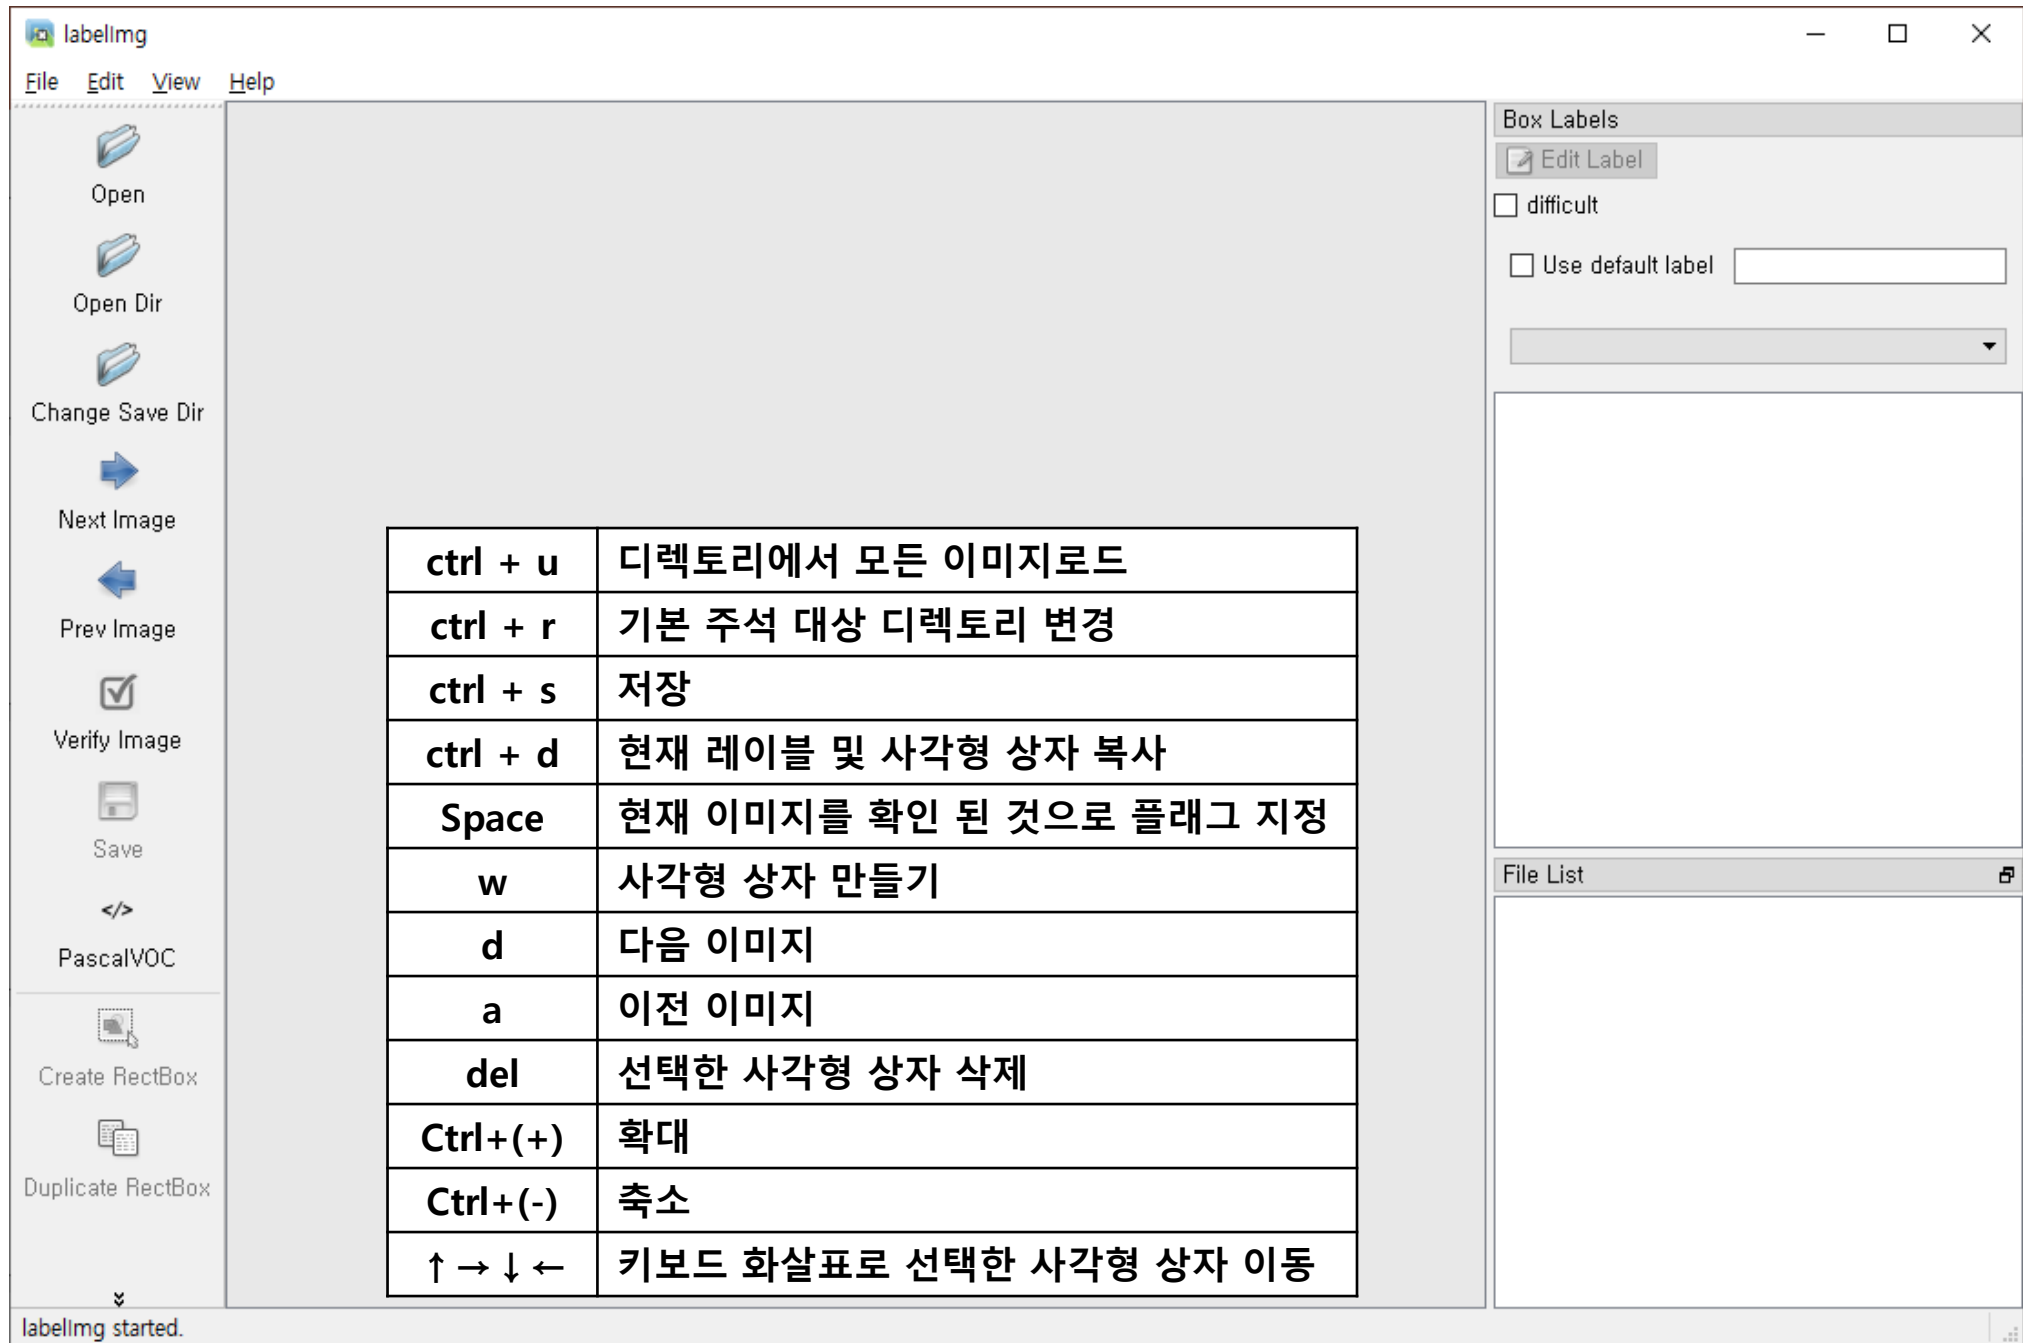 labelImg
File Edit View Help
Open
Open Dir
Change Save Dir
Next Image
Prev Image
Verify Image
Save
</>
PascalVOC
Create RectBox
Duplicate RectBox
ctrl + u 디렉토리에서 모든 이미지로드
ctrl + r 기본 주석 대상 디렉토리 변경
ctrl + s 저장
ctrl + d 현재 레이블 및 사각형 상자 복사
Space 현재 이미지를 확인 된 것으로 플래그 지정
w 사각형 상자 만들기
d 다음 이미지
a 이전 이미지
del 선택한 사각형 상자 삭제
Ctrl+(+) 확대
Ctrl+(-) 축소
↑→↓← 키보드 화살표로 선택한 사각형 상자 이동
Box Labels
Edit Label
difficult
Use default label
File List
labelImg started.